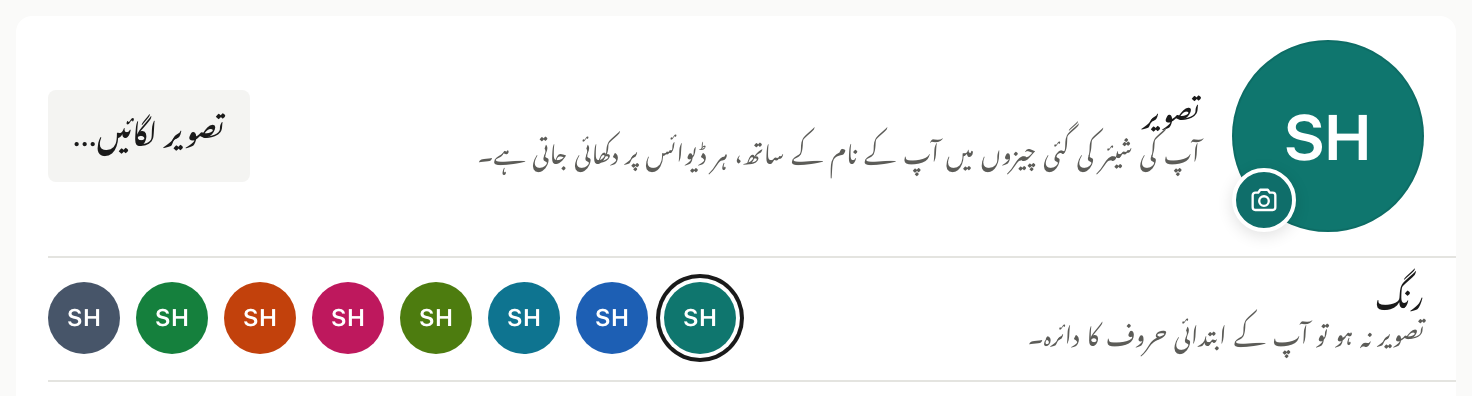 SH
تصویر
آپ کی شیئر کی گئی چیزوں میں آپ کے نام کے ساتھ، ہر ڈیوائس پر دکھائی جاتی ہے۔
تصویر لگائیں...
رنگ
تصویر نہ ہو تو آپ کے ابتدائی حروف کا دائرہ۔
SH SH SH SH SH SH SH SH